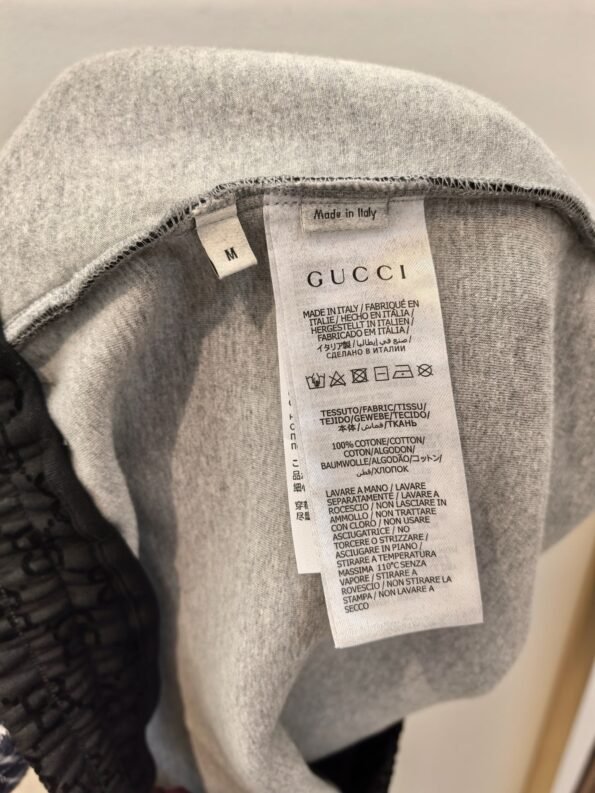 Made in Italy
M
GUCCI
MADE IN ITALY / FABRIQUÉ EN
ITALIE / HECHO EN ITALIA /
HERGESTELLT IN ITALIEN /
FABRICADO EM ITÁLIA /
イタリア製 / صنع في إيطاليا /
СДЕЛАНО В ИТАЛИИ
TESSUTO/FABRIC/TISSU/
TEJIDO/GEWEBE/TECIDO/
本体/قماش/ТКАНЬ
100% COTONE/COTTON/
COTON/ALGODON/
BAUMWOLLE/ALGODÃO/コットン/
قطن/ХЛОПОК
LAVARE A MANO / LAVARE
SEPARATAMENTE / LAVARE A
ROCESCIO / NON LASCIARE IN
AMMOLLO / NON TRATTARE
CON CLORO / NON USARE
ASCIUGATRICE / NO
TORCERE O STRIZZARE /
ASCIUGARE IN PIANO /
STIRARE A TEMPERATURA
MASSIMA 110°C SENZA
VAPORE / STIRARE A
ROVESCIO / NON STIRARE LA
STAMPA / NON LAVARE A
SECCO